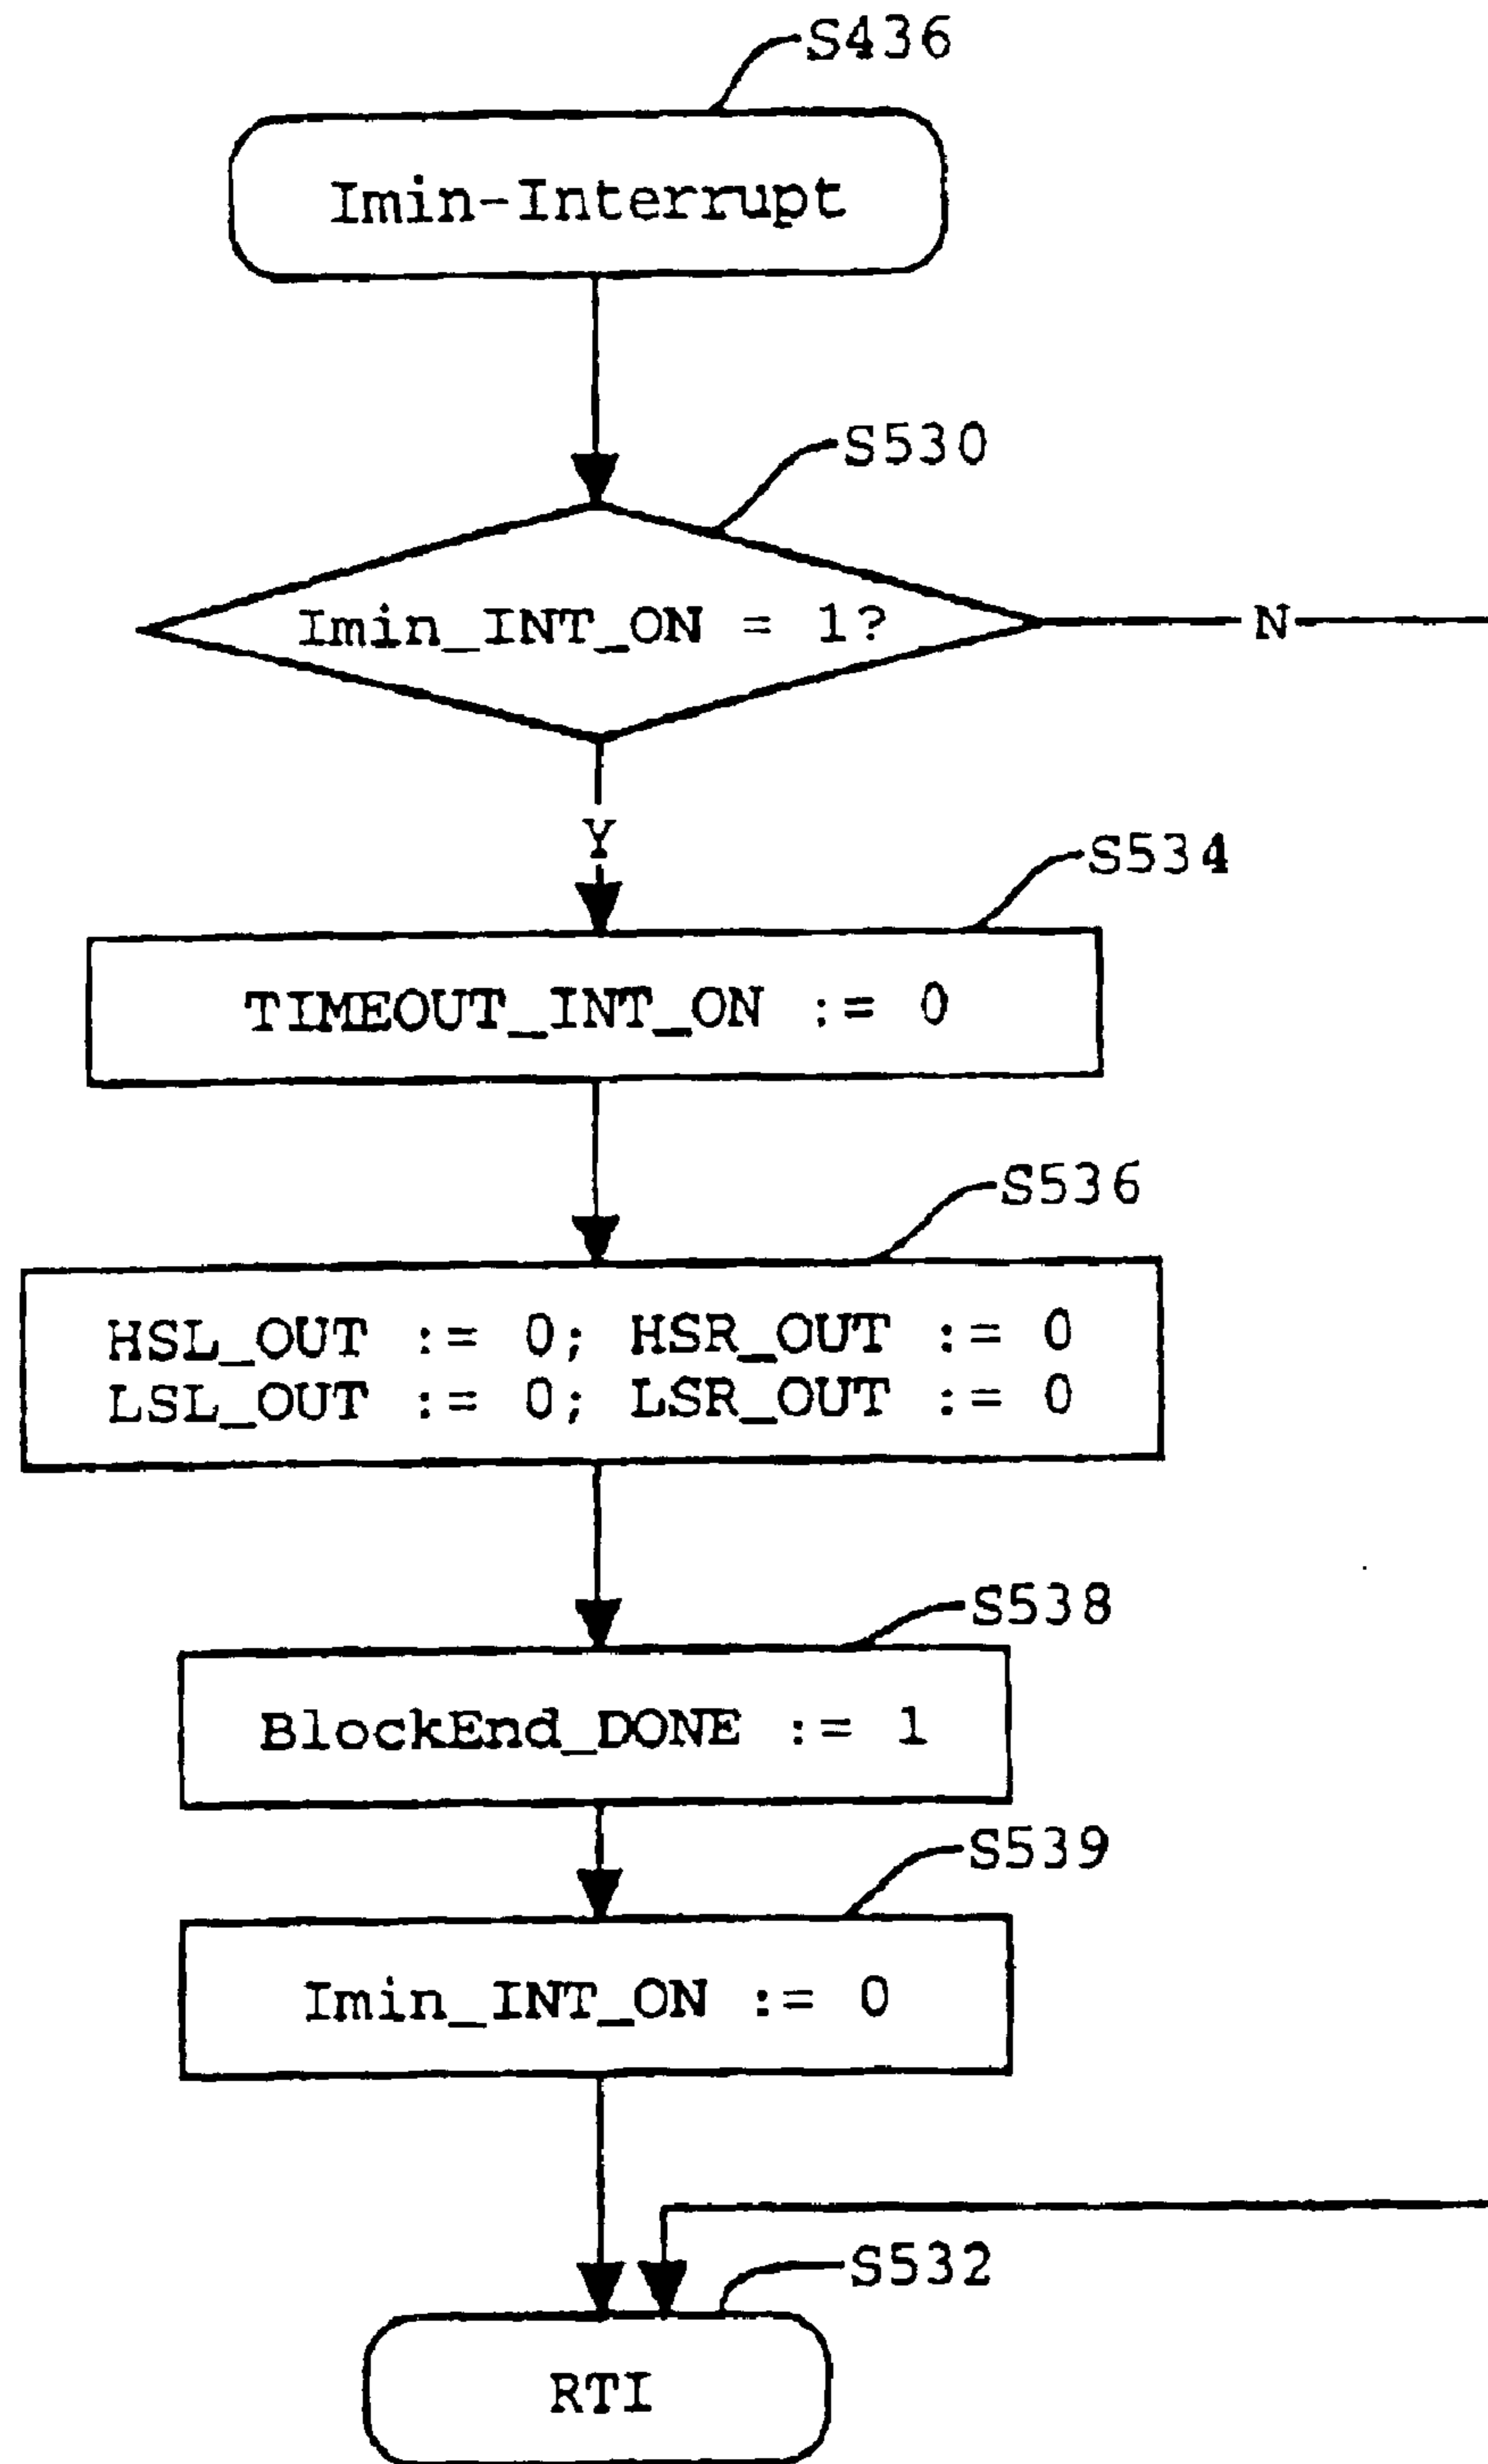 S436
Imin-Interrupt
S530
Imin_INT_ON = 1?
N
Y
S534
TIMEOUT_INT_ON := 0
S536
HSL_OUT := 0; HSR_OUT := 0
LSL_OUT := 0; LSR_OUT := 0
S538
BlockEnd_DONE := 1
S539
Imin_INT_ON := 0
S532
RTI